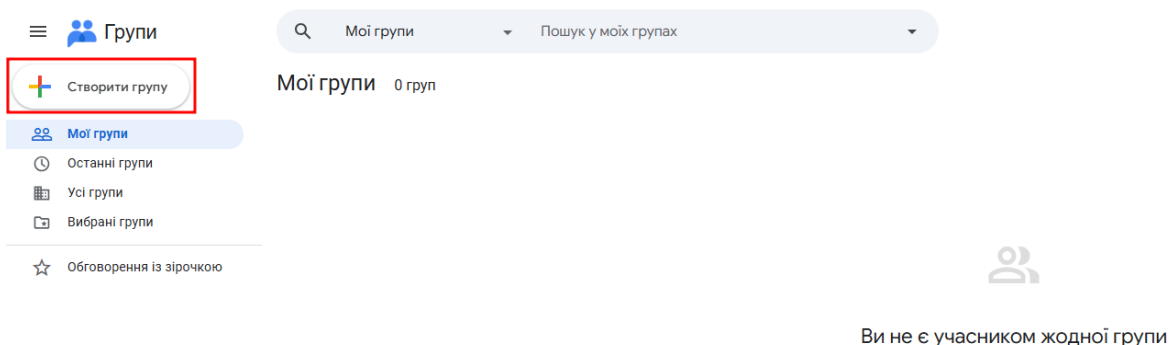 Групи
Мої групи
Пошук у моїх групах
Створити групу
Мої групи 0 груп
Мої групи
Останні групи
Усі групи
Вибрані групи
Обговорення із зірочкою
Ви не є учасником жодної групи